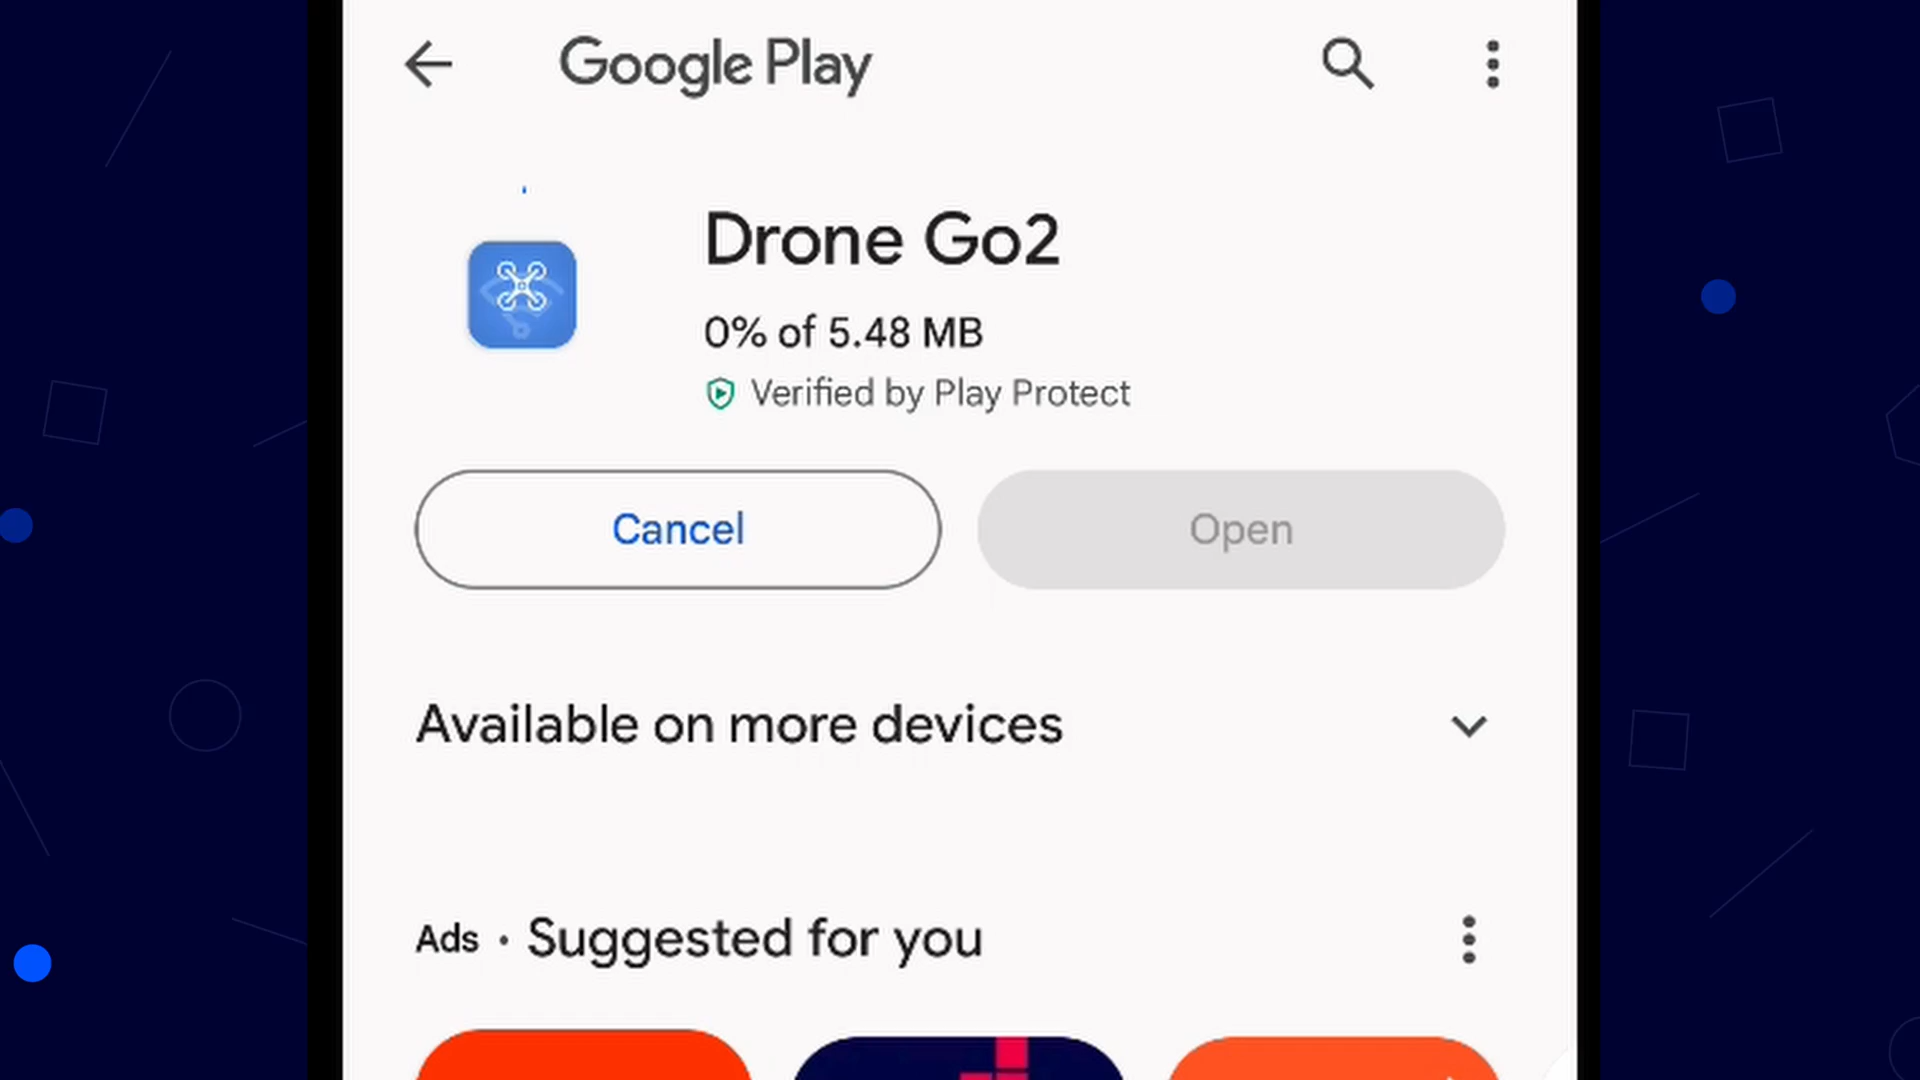 Google Play
Drone Go2
0% of 5.48 MB
Verified by Play Protect
Cancel
Open
Available on more devices
Ads · Suggested for you